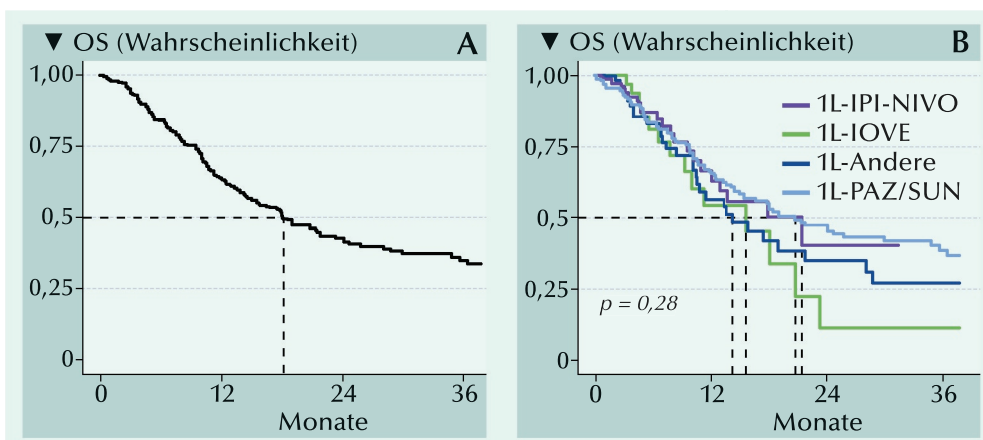 ▼ OS (Wahrscheinlichkeit) A
1,00
0,75
0,5
0,25
0
0 12 24 36
Monate
▼ OS (Wahrscheinlichkeit) B
1,00
1L-IPI-NIVO
1L-IOVE
0,75
1L-Andere
1L-PAZ/SUN
0,5
0,25
p = 0,28
0
0 12 24 36
Monate